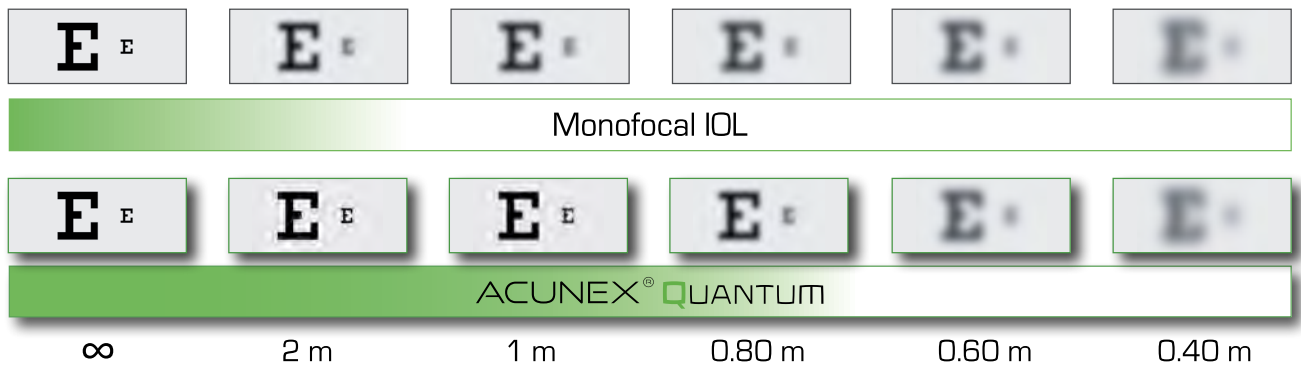 E E E E E E E E E E E E
Monofocal IOL
E E E E E E E E E E E E
ACUNEX® QUANTUM
∞ 2 m 1 m 0.80 m 0.60 m 0.40 m